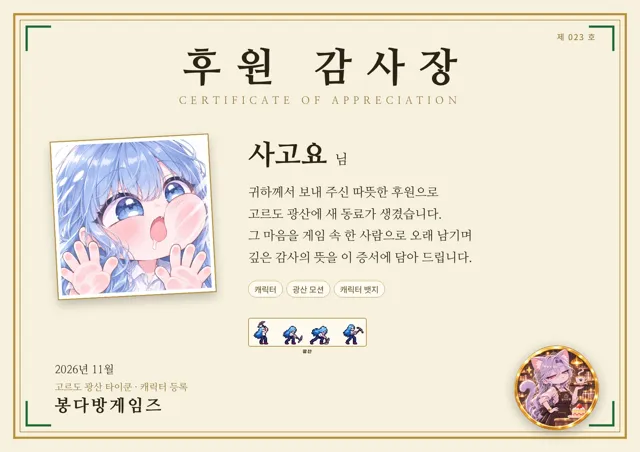 제 023 호
후원 감사장
CERTIFICATE OF APPRECIATION
사고요 님
귀하께서 보내 주신 따뜻한 후원으로
고르도 광산에 새 동료가 생겼습니다.
그 마음을 게임 속 한 사람으로 오래 남기며
깊은 감사의 뜻을 이 증서에 담아 드립니다.
캐릭터 광산 모션 캐릭터 뱃지
광산
2026년 11월
고르도 광산 타이쿤 · 캐릭터 등록
봉다방게임즈